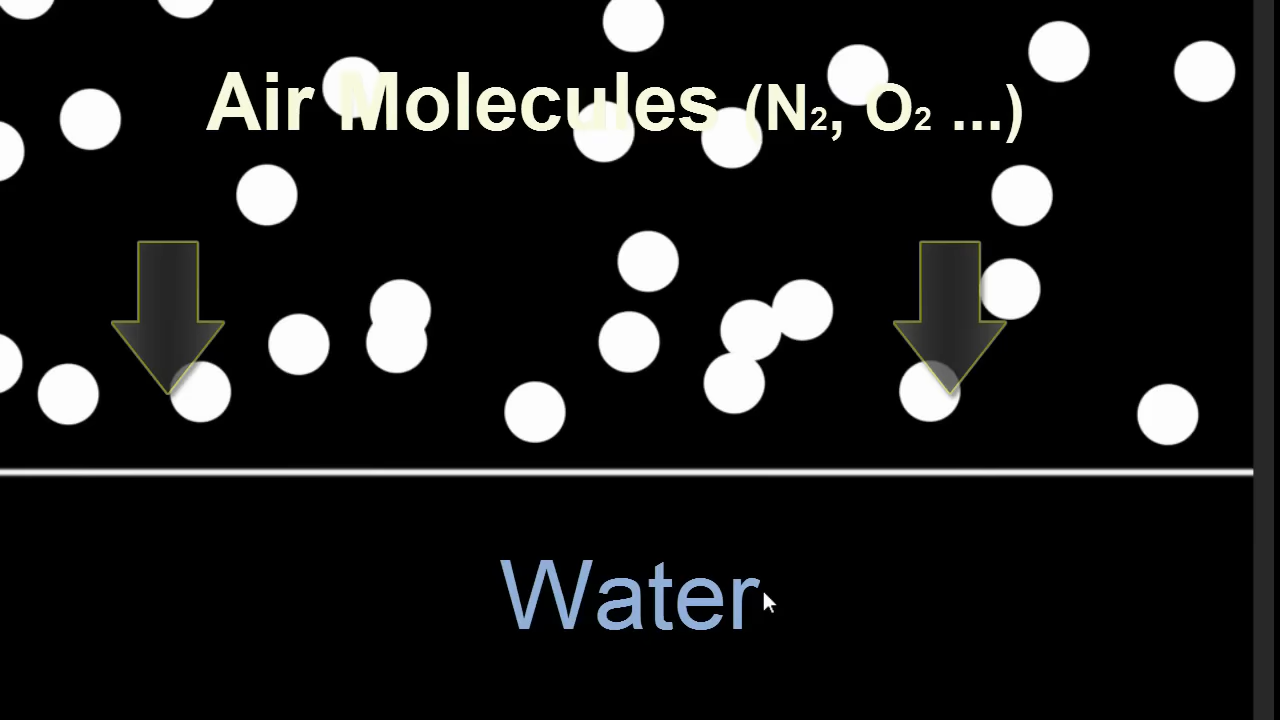 Air Molecules (N₂, O₂ ...)
Water